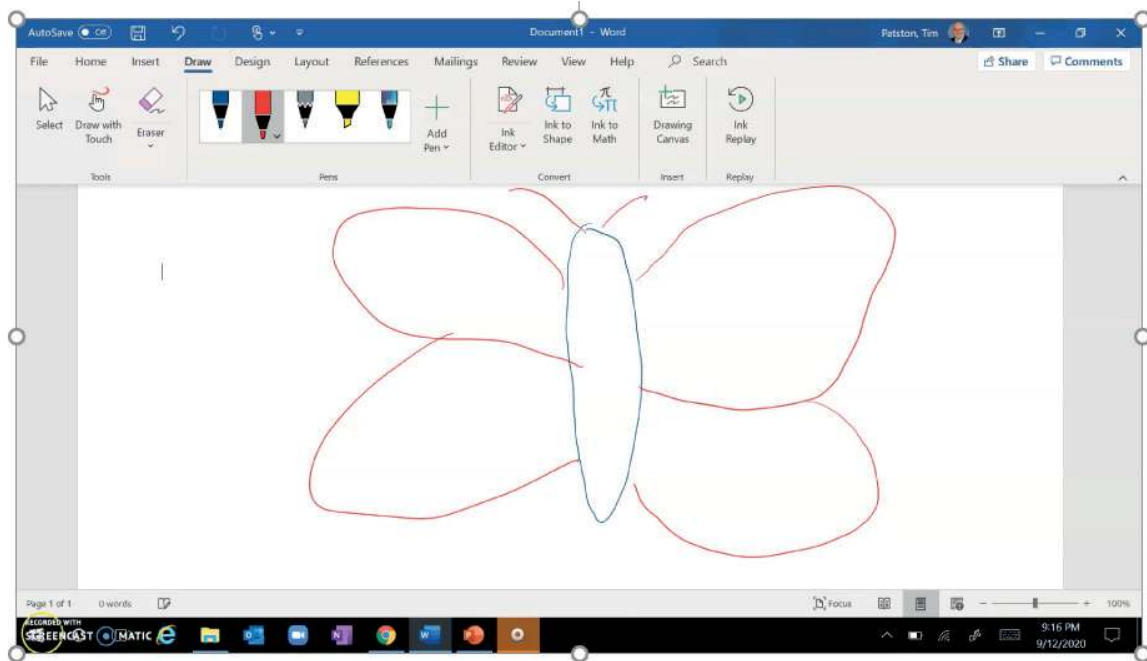 AutoSave Off Document1 - Word Patston, Tim
File Home Insert Draw Design Layout References Mailings Review View Help Search Share Comments
Select Draw with Touch Eraser Add Pen Ink Editor Ink to Shape Ink to Math Drawing Canvas Ink Replay
Tools Pens Convert Insert Replay
Page 1 of 1 0 words Focus 100%
RECORDED WITH
SCREENCAST MATIC
9:16 PM
9/12/2020